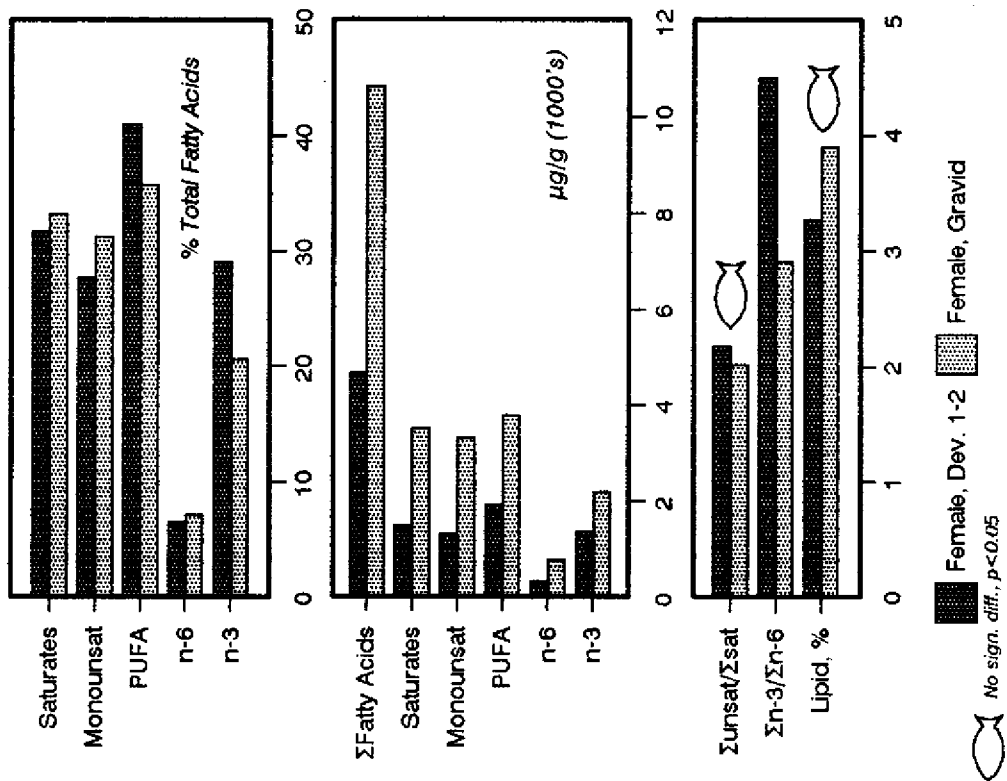 Saturates
Monounsat
PUFA
n-6
n-3
% Total Fatty Acids
0 10 20 30 40 50
ΣFatty Acids
Saturates
Monounsat
PUFA
n-6
n-3
µg/g (1000's)
0 2 4 6 8 10 12
Σunsat/Σsat
Σn-3/Σn-6
Lipid, %
0 1 2 3 4 5
Female, Dev. 1-2 Female, Gravid
No sign. diff., p<0.05